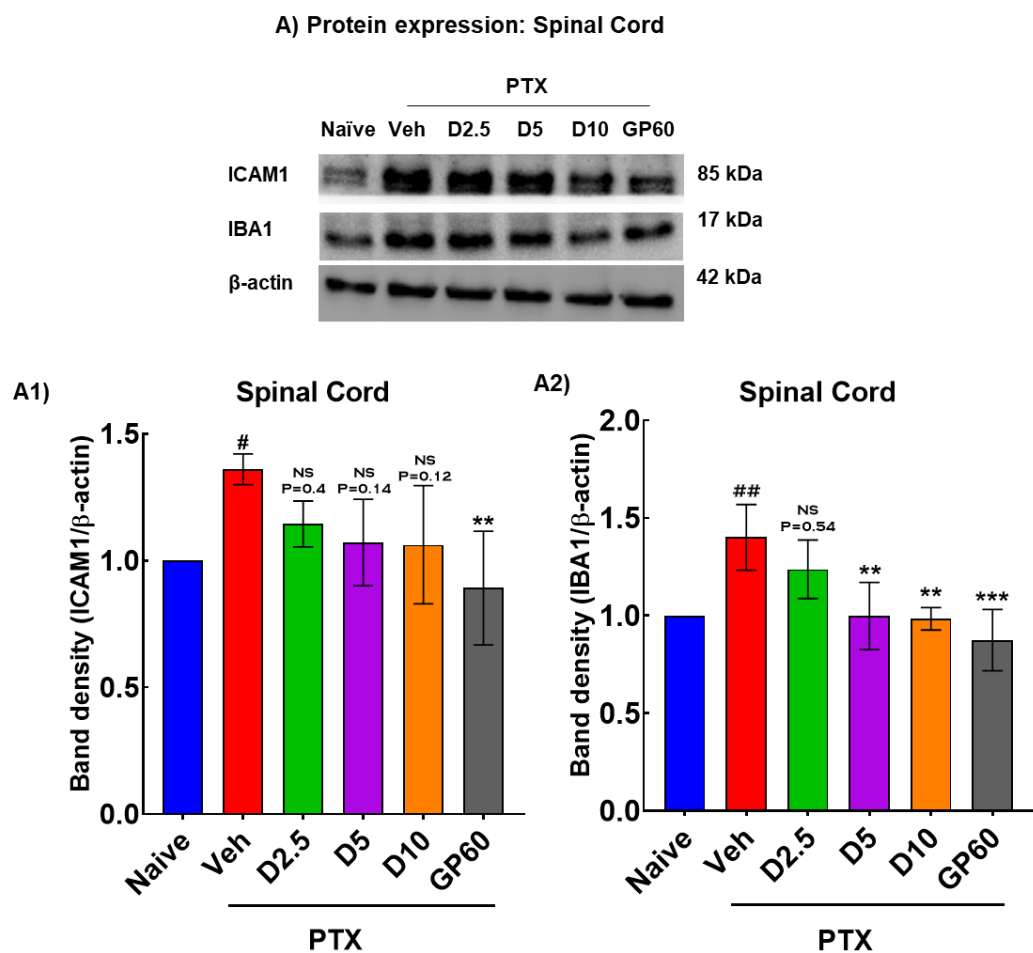 A) Protein expression: Spinal Cord
PTX
Naïve Veh D2.5 D5 D10 GP60
ICAM1 85 kDa
IBA1 17 kDa
β-actin 42 kDa
A1) Spinal Cord
Band density (ICAM1/β-actin)
1.5
1.0
0.5
0.0
#
NS
P=0.4
NS
P=0.14
NS
P=0.12
**
Naive Veh D2.5 D5 D10 GP60
PTX
A2) Spinal Cord
Band density (IBA1/β-actin)
2.0
1.5
1.0
0.5
0.0
##
NS
P=0.54
**
**
***
Naive Veh D2.5 D5 D10 GP60
PTX